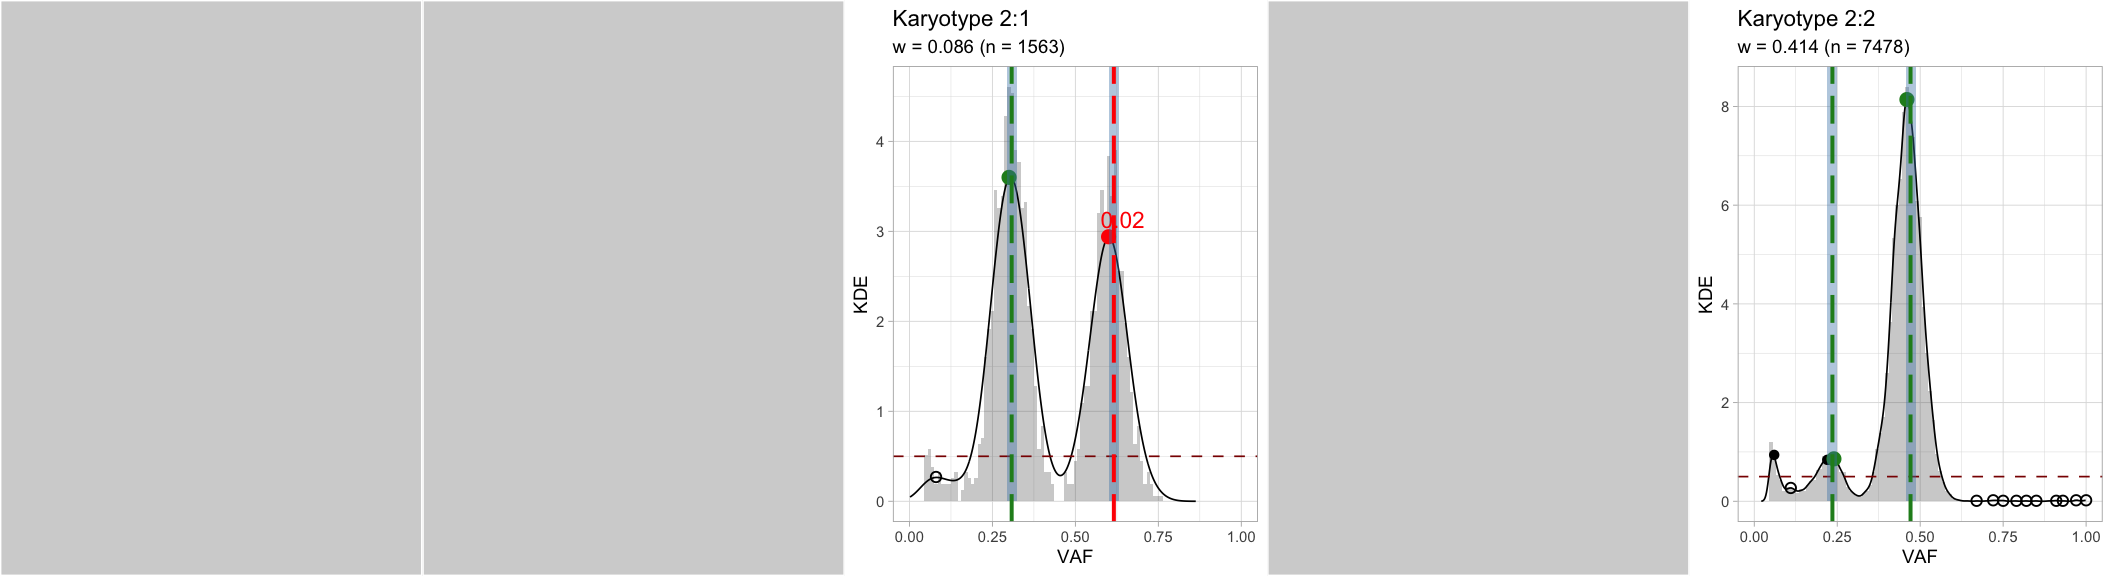 Karyotype 2:1
w = 0.086 (n = 1563)
KDE
4
3
2
1
0
0.02
0.00 0.25 0.50 0.75 1.00
VAF
Karyotype 2:2
w = 0.414 (n = 7478)
KDE
8
6
4
2
0
0.00 0.25 0.50 0.75 1.00
VAF